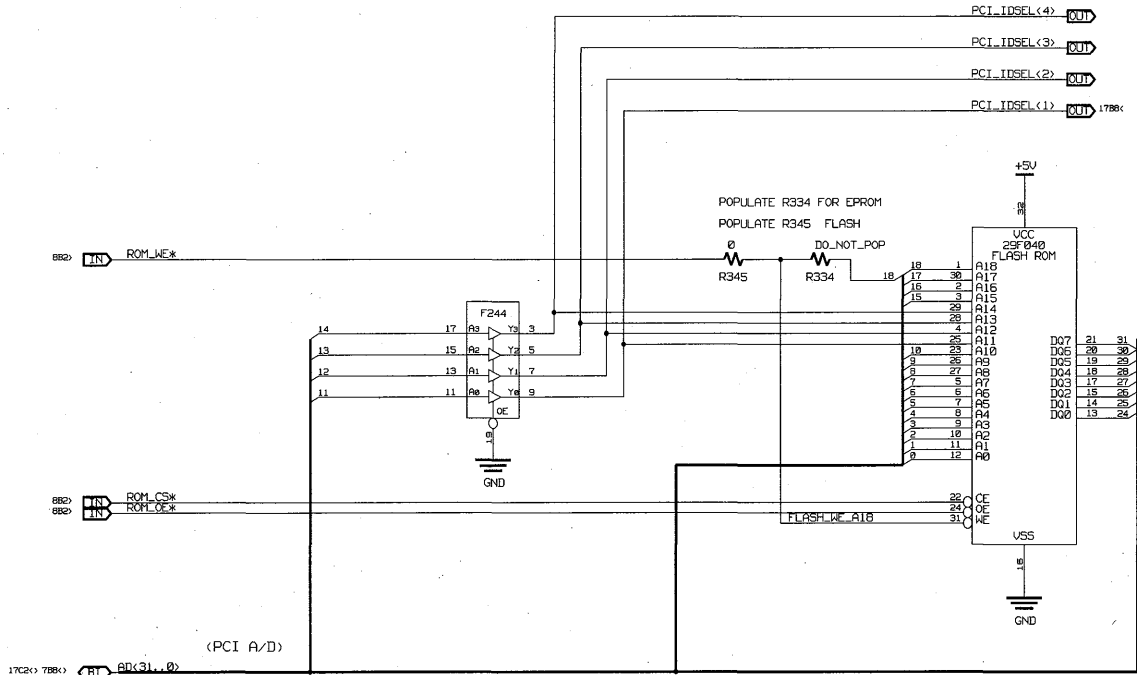 PCI_IDSEL<4> OUT
PCI_IDSEL<3> OUT
PCI_IDSEL<2> OUT
PCI_IDSEL<1> OUT 17B8<
+5V
32
POPULATE R334 FOR EPROM
POPULATE R345 FLASH
8B2> IN ROM_WE*
0
R345
DO_NOT_POP
R334
18
VCC
29F040
FLASH ROM
18 1 A18
17 30 A17
16 2 A16
15 3 A15
29 A14
28 A13
4 A12
25 A11
10 23 A10
9 26 A9
8 27 A8
7 5 A7
6 6 A6
5 7 A5
4 8 A4
3 9 A3
2 10 A2
1 11 A1
0 12 A0
DQ7 21 31
DQ6 20 30
DQ5 19 29
DQ4 18 28
DQ3 17 27
DQ2 15 26
DQ1 14 25
DQ0 13 24
F244
14 17 A3 Y3 3
13 15 A2 Y2 5
12 13 A1 Y1 7
11 11 A0 Y0 9
OE
19
GND
8B2> IN ROM_CS*
8B2> IN ROM_OE*
22 CE
24 OE
FLASH_WE_A18 31 WE
VSS
16
GND
(PCI A/D)
17C2<> 7B8<> BI AD<31..0>